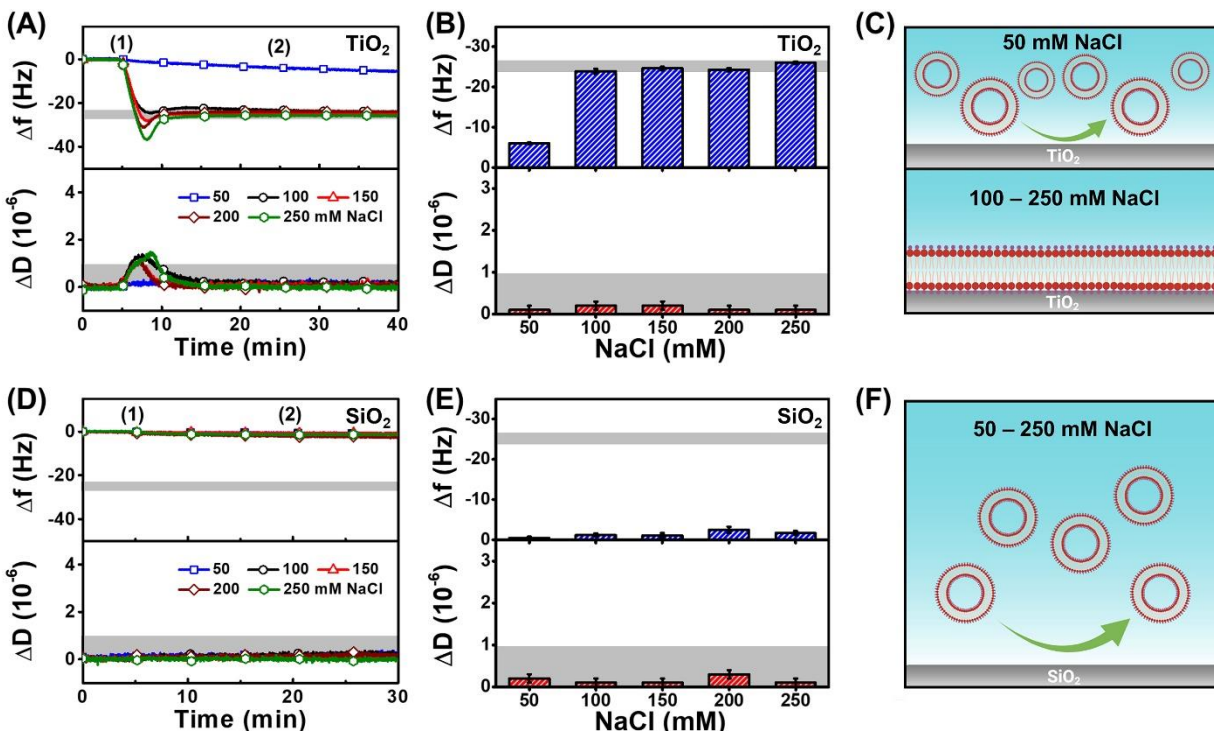 (A)
(1)
(2)
TiO₂
Δf (Hz)
0
-20
-40
ΔD (10⁻⁶)
4
2
0
50 100 150
200 250 mM NaCl
0 10 20 30 40
Time (min)
(B)
TiO₂
Δf (Hz)
-30
-20
-10
0
ΔD (10⁻⁶)
3
2
1
0
50 100 150 200 250
NaCl (mM)
(C)
50 mM NaCl
TiO₂
100 – 250 mM NaCl
TiO₂
(D)
(1)
(2)
SiO₂
Δf (Hz)
0
-20
-40
ΔD (10⁻⁶)
4
2
0
50 100 150
200 250 mM NaCl
0 10 20 30
Time (min)
(E)
SiO₂
Δf (Hz)
-30
-20
-10
0
ΔD (10⁻⁶)
3
2
1
0
50 100 150 200 250
NaCl (mM)
(F)
50 – 250 mM NaCl
SiO₂